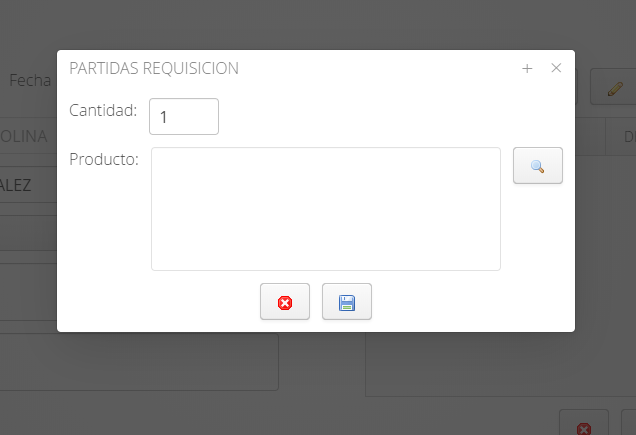 PARTIDAS REQUISICION
Fecha
Cantidad:
1
OLINA
Producto:
ALEZ